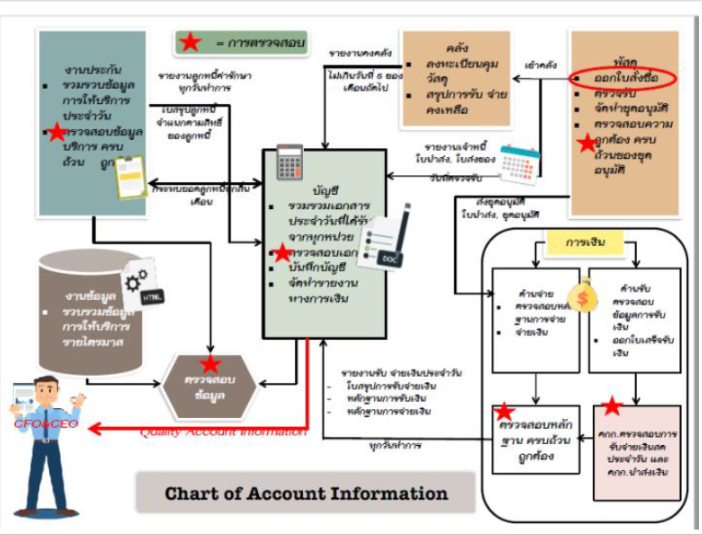 = การตรวจสอบ
งานประกัน
รวมรวบข้อมูล
การให้บริการ
ประจำวัน
ตรวจสอบข้อมูล
บริการ ครบ
ถ้วน ถูก
รายงานลูกหนี้ค่ารักษา
ทุกวันทำการ
ใบสรุปลูกหนี้
จำแนกตามสิทธิ์
ของลูกหนี้
กระทบยอดลูกหนี้ทุกสิ้น
เดือน
รายงานคงคลัง
ไม่เกินวันที่ 5 ของ
เดือนถัดไป
คลัง
ลงทะเบียนคุม
วัสดุ
สรุปการรับ จ่าย
คงเหลือ
เข้าคลัง
พัสดุ
ออกใบสั่งซื้อ
ตรวจรับ
จัดทำชุดอนุมัติ
ตรวจสอบความ
ถูกต้อง ครบ
ถ้วนของชุด
อนุมัติ
รายงานเจ้าหนี้
ใบนำส่ง, ใบส่งของ
วันที่ตรวจรับ
ส่งชุดอนุมัติ
ใบนำส่ง, ชุดอนุมัติ
บัญชี
รวมรวมเอกสาร
ประจำวันที่ได้รับ
จากทุกหน่วย
ตรวจสอบเอก
บันทึกบัญชี
จัดทำรายงาน
ทางการเงิน
DOC
การเงิน
ด้านจ่าย
ตรวจสอบหลัก
ฐานการจ่าย
จ่ายเงิน
ด้านรับ
ตรวจสอบ
ข้อมูลการรับ
เงิน
ออกใบเสร็จรับ
เงิน
$
งานข้อมูล
รวบรวมข้อมูล
การให้บริการ
รายไตรมาส
HTML
ตรวจสอบ
ข้อมูล
รายงานรับ จ่ายเงินประจำวัน
- ใบสรุปการรับจ่ายเงิน
- หลักฐานการรับเงิน
- หลักฐานการจ่ายเงิน
ทุกวันทำการ
ตรวจสอบหลัก
ฐาน ครบถ้วน
ถูกต้อง
คกก.ตรวจสอบการ
รับจ่ายเงินสด
ประจำวัน และ
คกก.นำส่งเงิน
CFO&CEO
Quality Account Information
Chart of Account Information